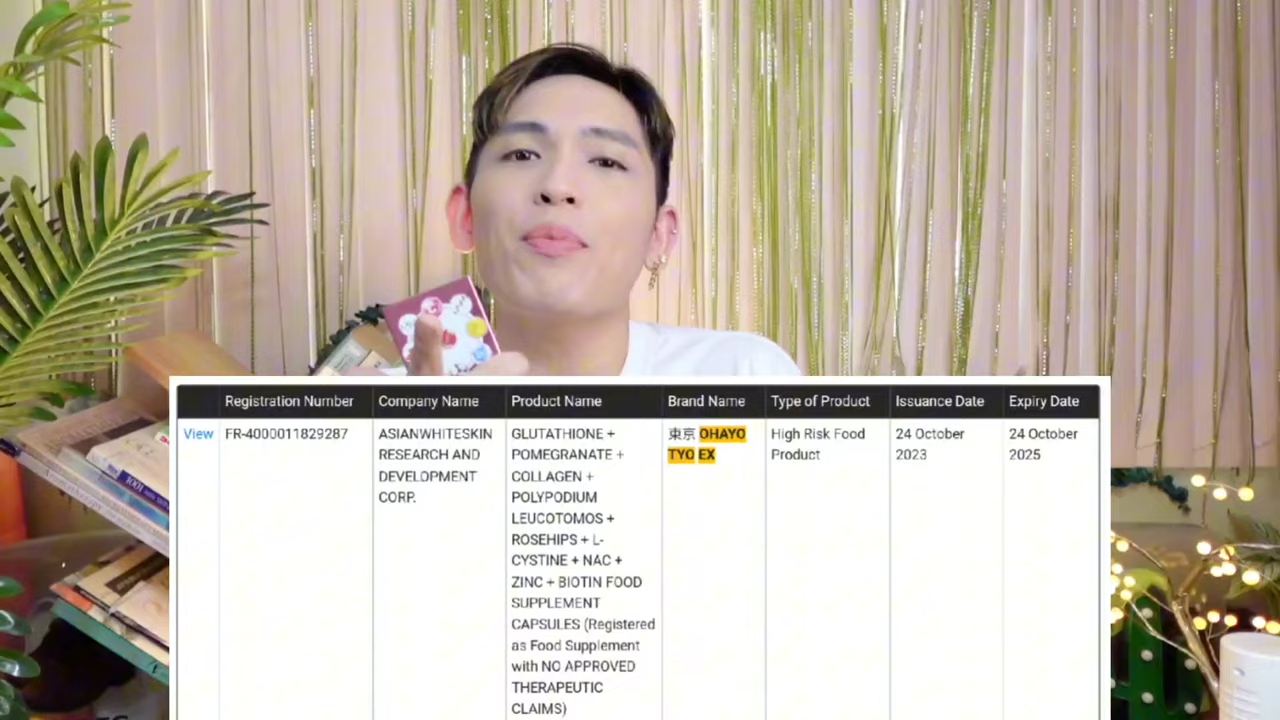 Registration Number Company Name Product Name Brand Name Type of Product Issuance Date Expiry Date
View FR-4000011829287 ASIANWHITESKIN GLUTATHIONE + 東京 OHAYO High Risk Food 24 October 24 October
RESEARCH AND POMEGRANATE + TYO EX Product 2023 2025
DEVELOPMENT COLLAGEN +
CORP. POLYPODIUM
LEUCOTOMOS +
ROSEHIPS + L-
CYSTINE + NAC +
ZINC + BIOTIN FOOD
SUPPLEMENT
CAPSULES (Registered
as Food Supplement
with NO APPROVED
THERAPEUTIC
CLAIMS)
1001